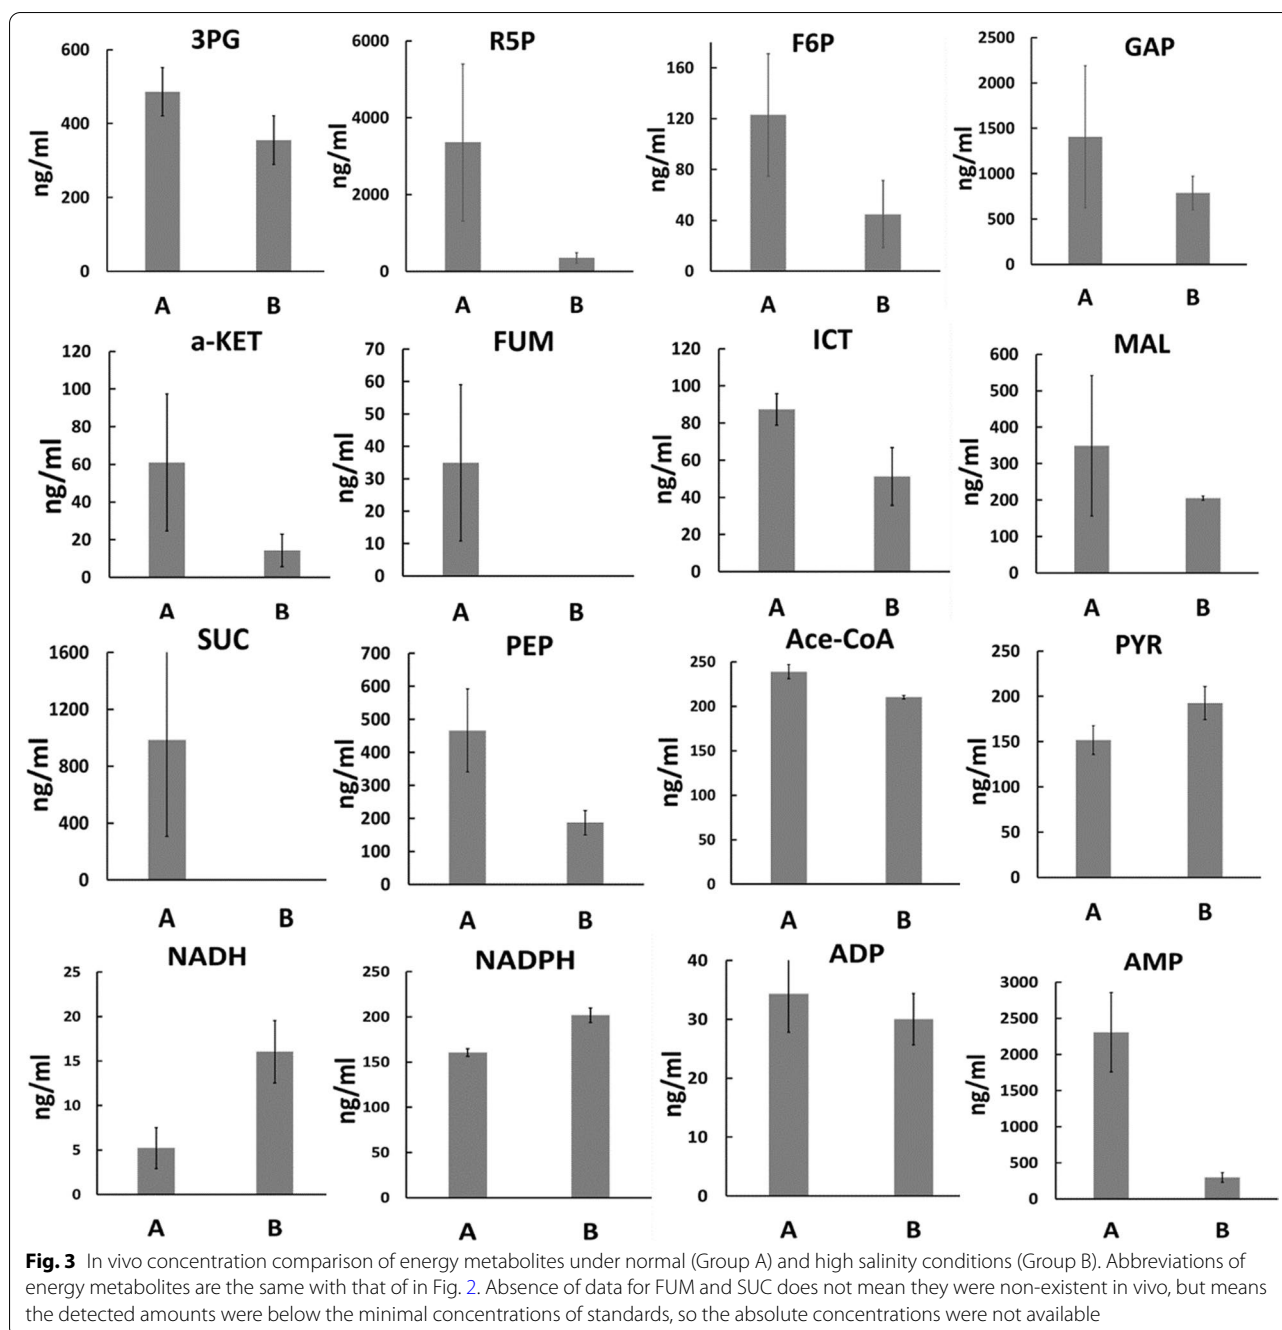 3PG
R5P
F6P
GAP
600
400
200
0
ng/ml
A
B
6000
4000
2000
0
ng/ml
A
B
160
120
80
40
0
ng/ml
A
B
2500
2000
1500
1000
500
0
ng/ml
A
B
a-KET
FUM
ICT
MAL
120
100
80
60
40
20
0
ng/ml
A
B
70
60
50
40
30
20
10
0
ng/ml
A
B
120
100
80
60
40
20
0
ng/ml
A
B
600
500
400
300
200
100
0
ng/ml
A
B
SUC
PEP
Ace-CoA
PYR
1600
1200
800
400
0
ng/ml
A
B
700
600
500
400
300
200
100
0
ng/ml
A
B
250
200
150
100
50
0
ng/ml
A
B
250
200
150
100
50
0
ng/ml
A
B
NADH
NADPH
ADP
AMP
25
20
15
10
5
0
ng/ml
A
B
250
200
150
100
50
0
ng/ml
A
B
40
30
20
10
0
ng/ml
A
B
3000
2500
2000
1500
1000
500
0
ng/ml
A
B
Fig. 3 In vivo concentration comparison of energy metabolites under normal (Group A) and high salinity conditions (Group B). Abbreviations of
energy metabolites are the same with that of in Fig. 2. Absence of data for FUM and SUC does not mean they were non-existent in vivo, but means
the detected amounts were below the minimal concentrations of standards, so the absolute concentrations were not available